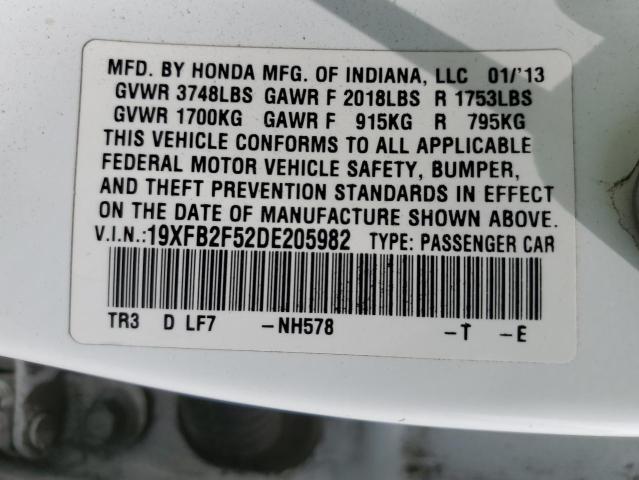 MFD. BY HONDA MFG. OF INDIANA, LLC 01/'13
GVWR 3748LBS GAWR F 2018LBS R 1753LBS
GVWR 1700KG GAWR F 915KG R 795KG
THIS VEHICLE CONFORMS TO ALL APPLICABLE
FEDERAL MOTOR VEHICLE SAFETY, BUMPER,
AND THEFT PREVENTION STANDARDS IN EFFECT
ON THE DATE OF MANUFACTURE SHOWN ABOVE.
V.I.N.:19XFB2F52DE205982 TYPE: PASSENGER CAR
TR3 D LF7 -NH578 -T -E